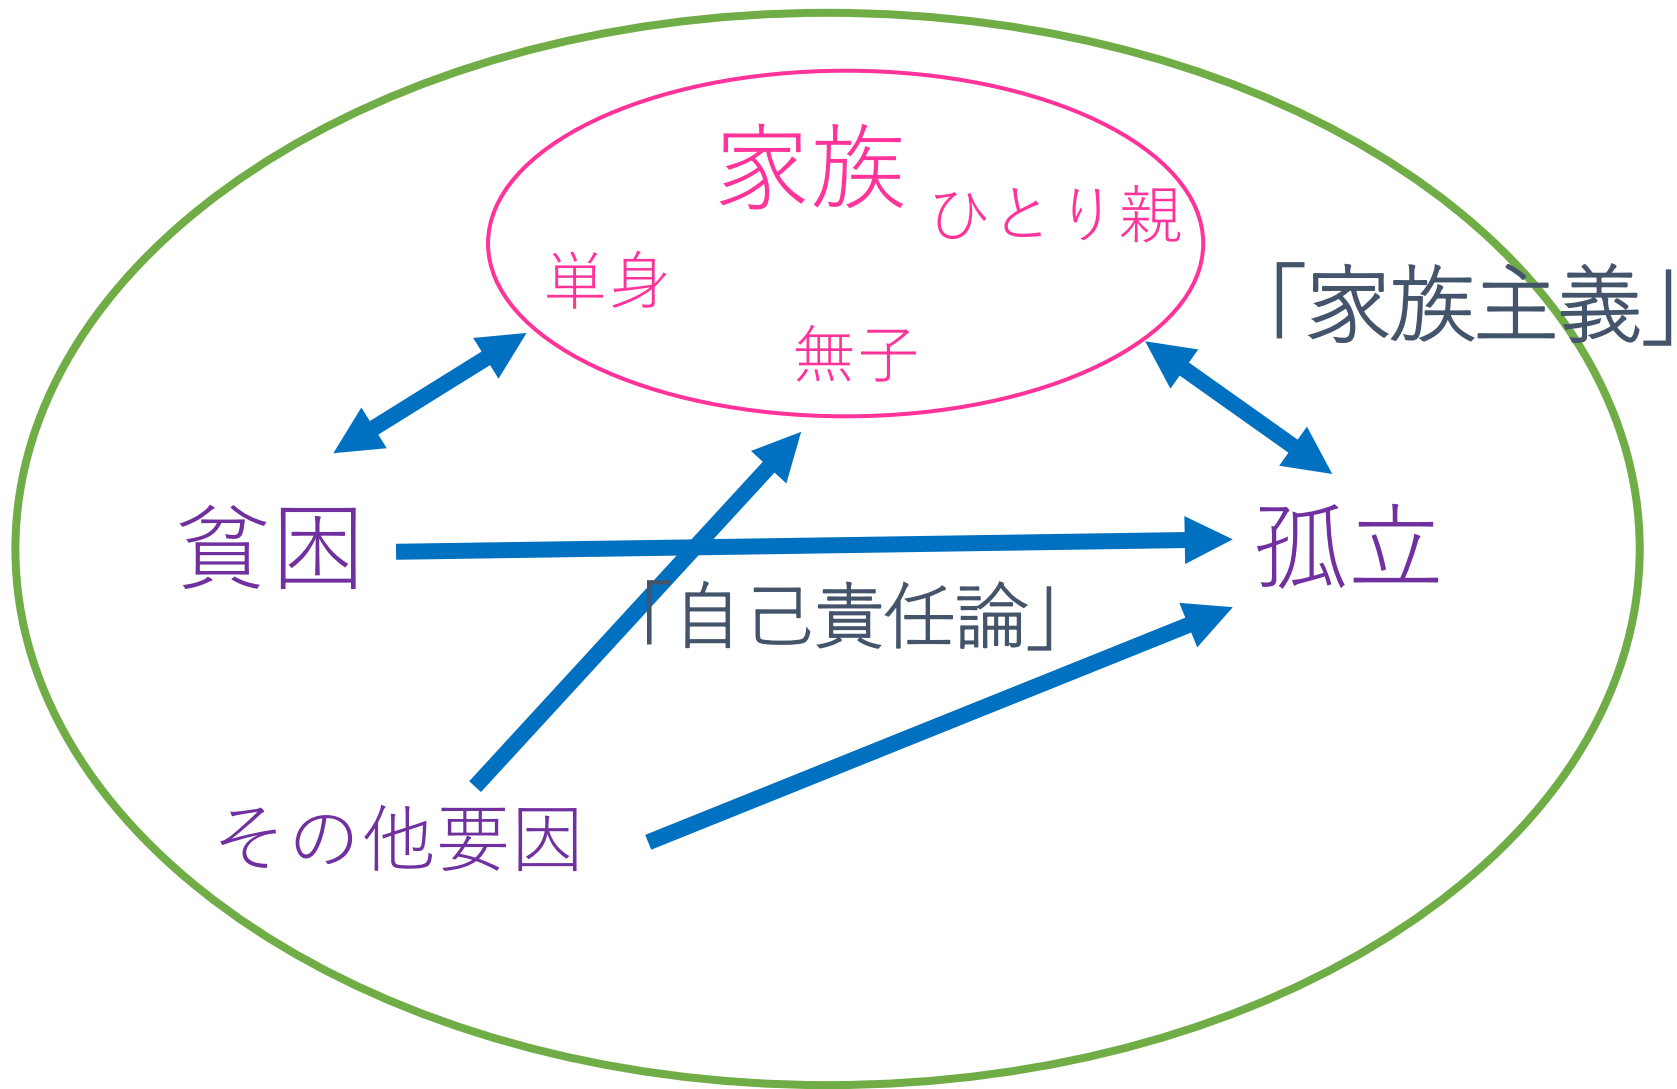 家族
ひとり親
単身
「家族主義」
無子
貧困
孤立
「自己責任論」
その他要因